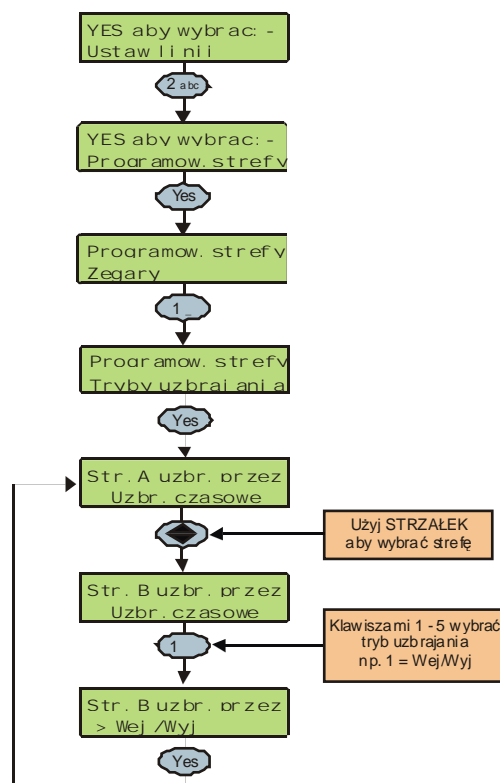 YES aby wybrac: -
Ustaw linii
2 abc
YES aby wybrac: -
Programow. strefy
Yes
Programow. strefy
Zegary
1 _
Programow. strefy
Tryby uzbrajania
Yes
Str. A uzbr. przez
Uzbr. czasowe
Użyj STRZAŁEK
aby wybrać strefę
Str. B uzbr. przez
Uzbr. czasowe
Klawiszami 1 - 5 wybrać
tryb uzbrajania
np. 1 = Wej/Wyj
1
Str. B uzbr. przez
> Wej/Wyj
Yes